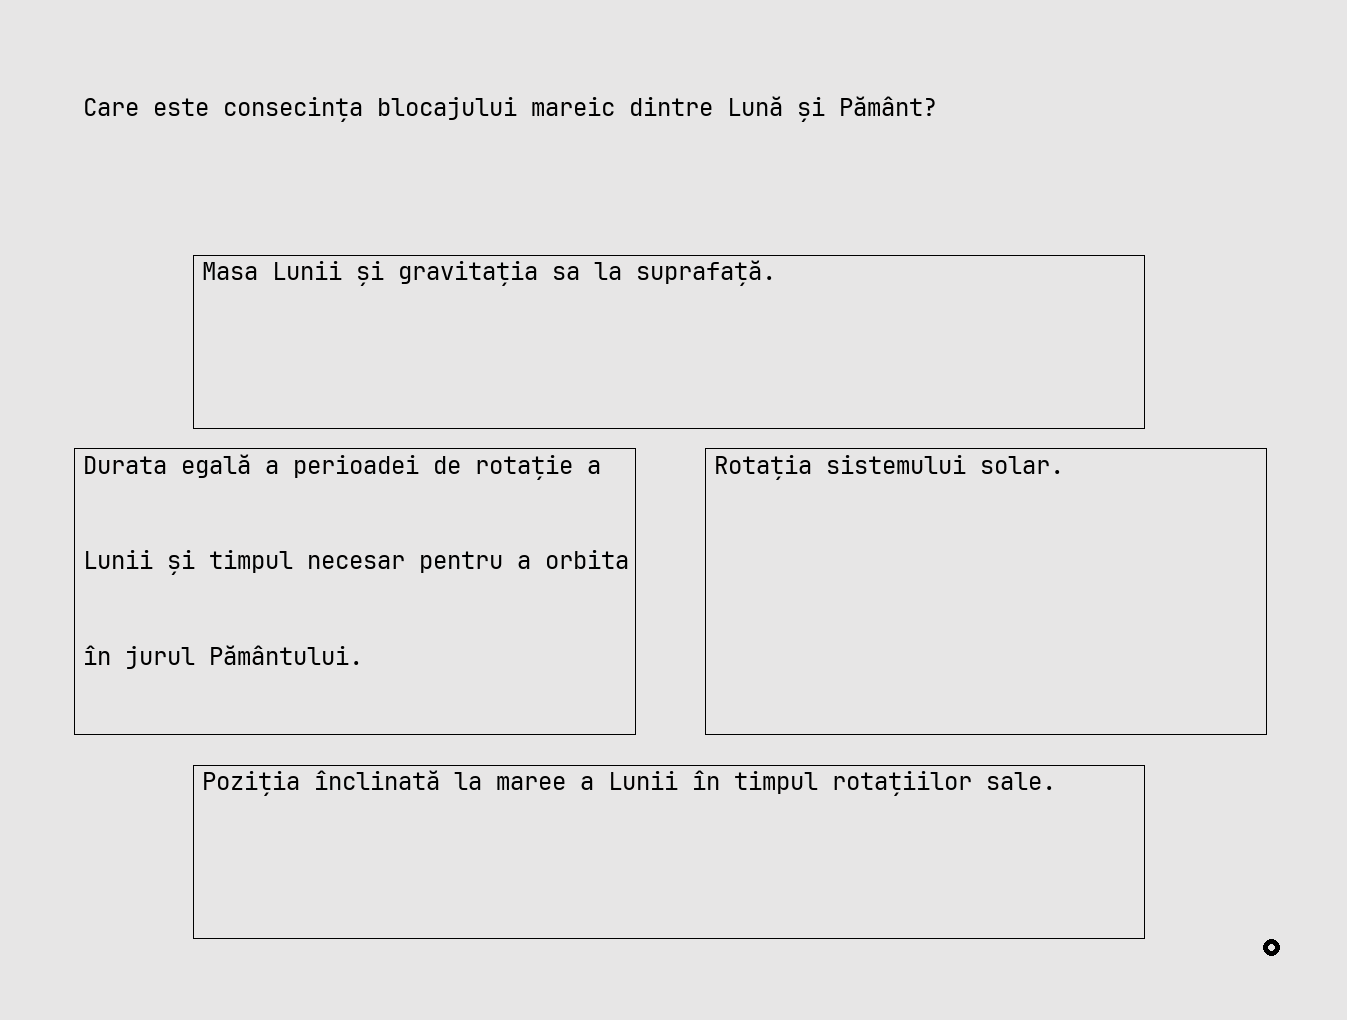 Care este consecința blocajului mareic dintre Lună și Pământ?
Masa Lunii și gravitația sa la suprafață.
Durata egală a perioadei de rotație a
Lunii și timpul necesar pentru a orbita
în jurul Pământului.
Rotația sistemului solar.
Poziția înclinată la maree a Lunii în timpul rotațiilor sale.